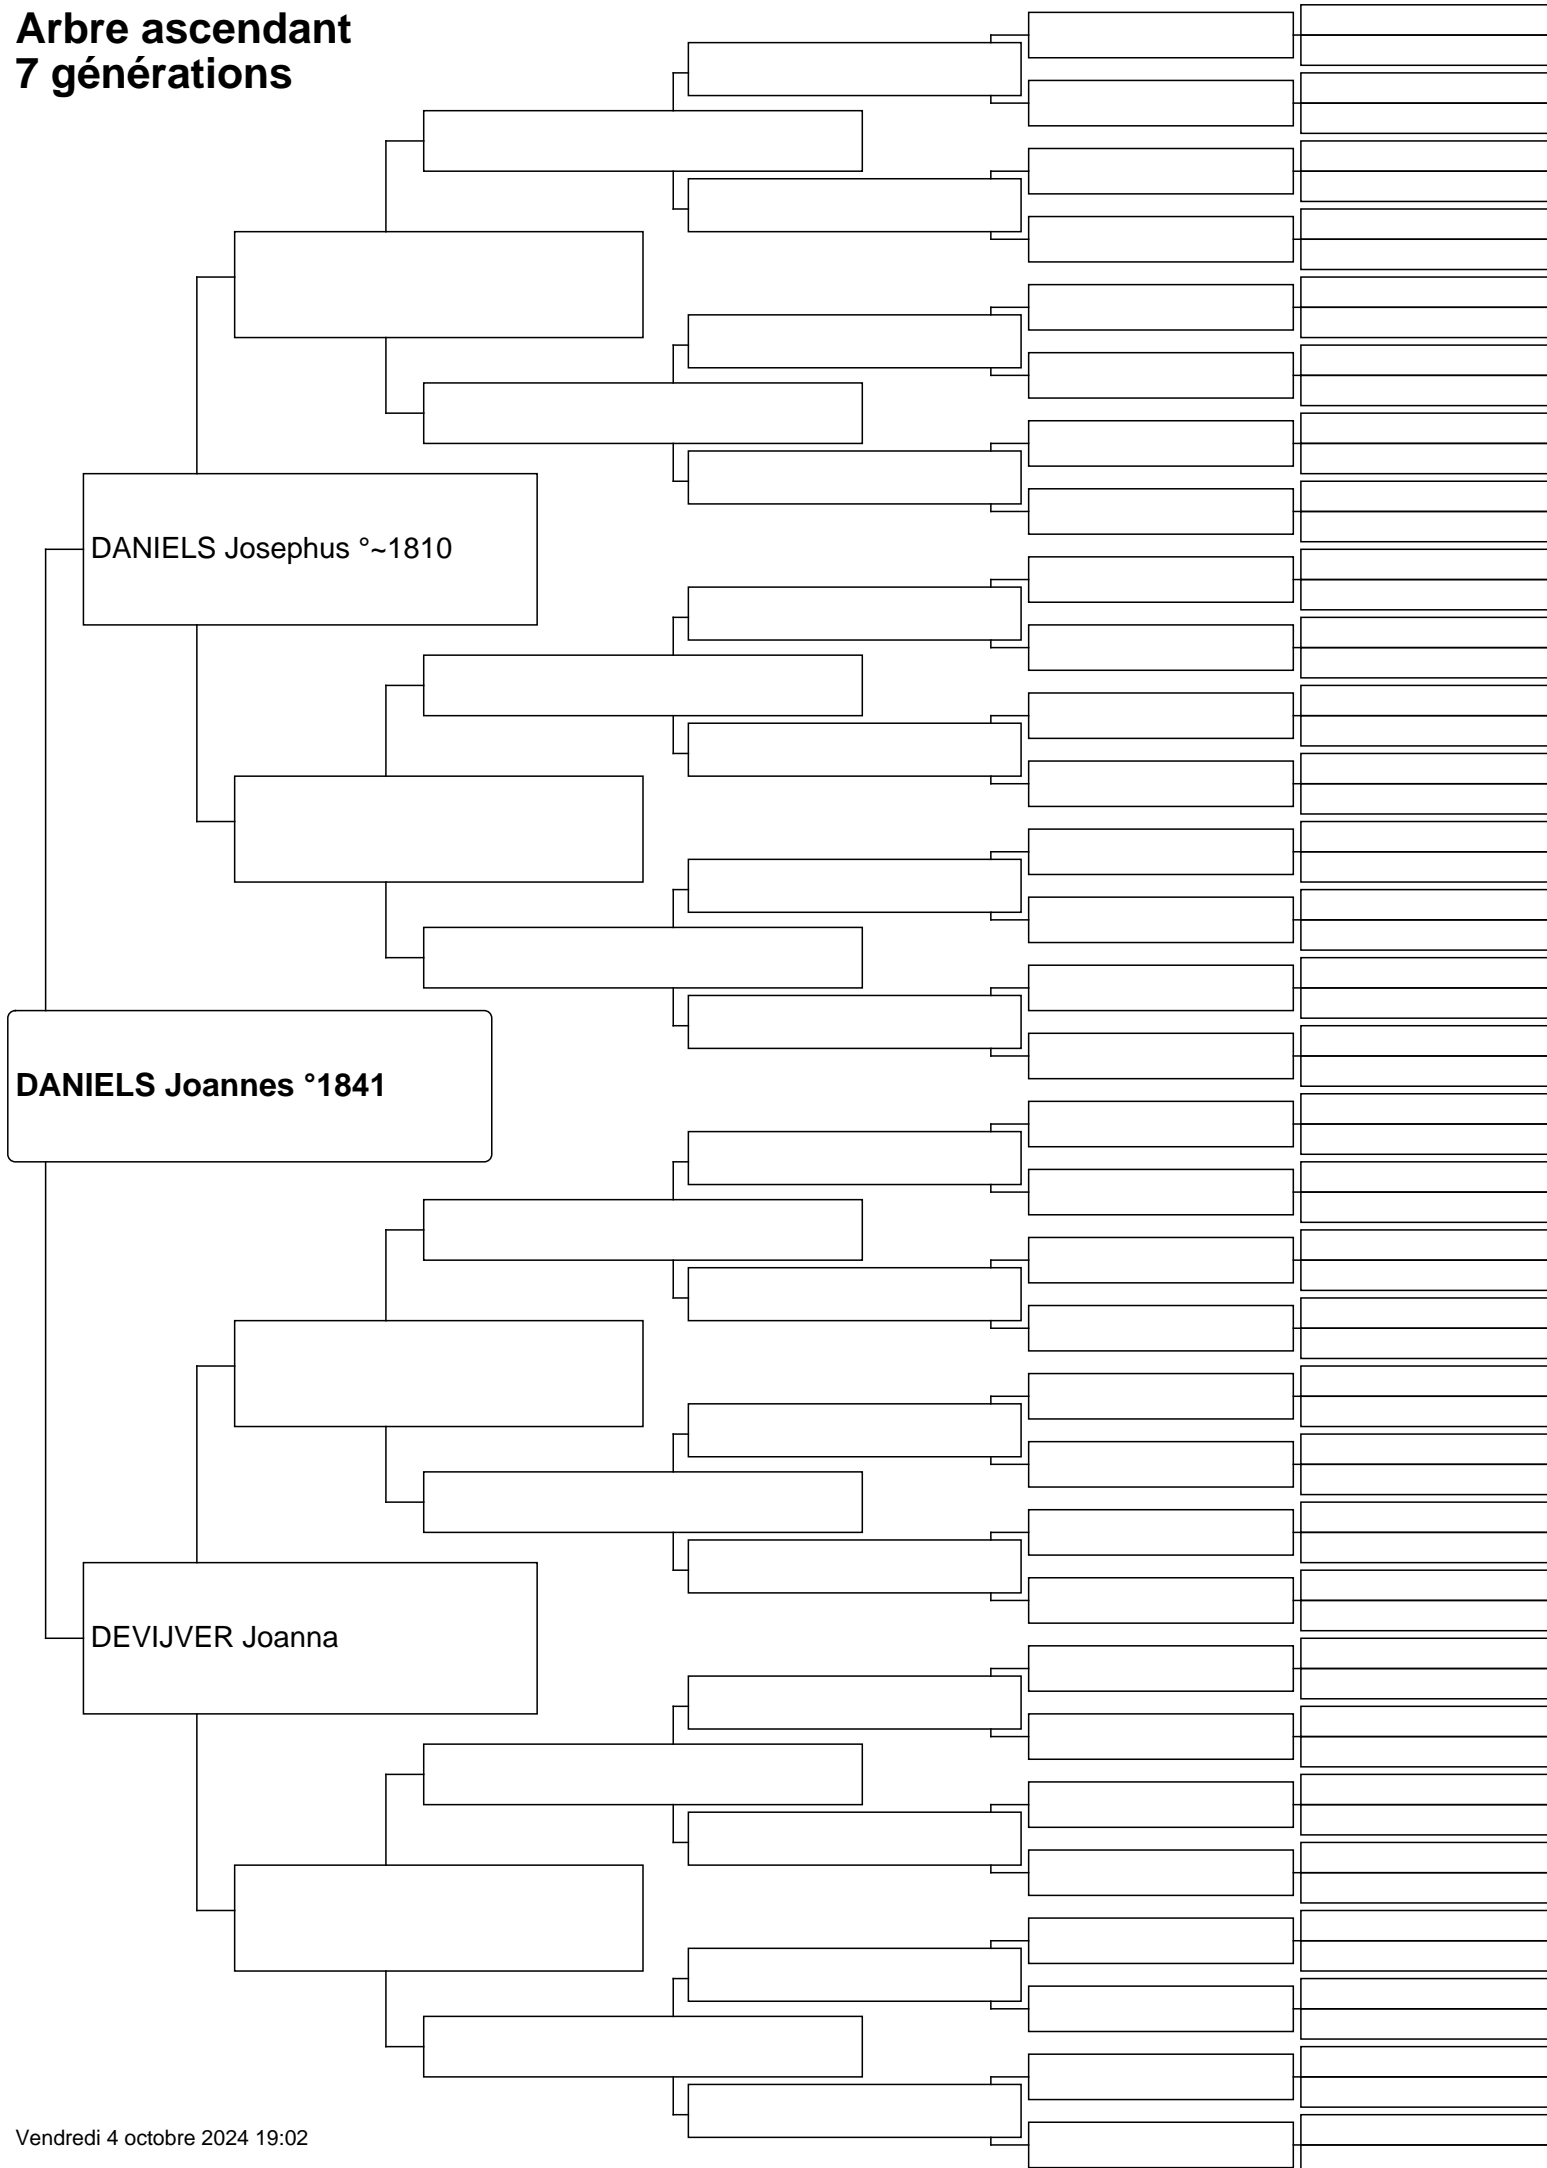 Arbre ascendant
7 générations
DANIELS Josephus °~1810
DANIELS Joannes °1841
DEVIJVER Joanna
Vendredi 4 octobre 2024 19:02